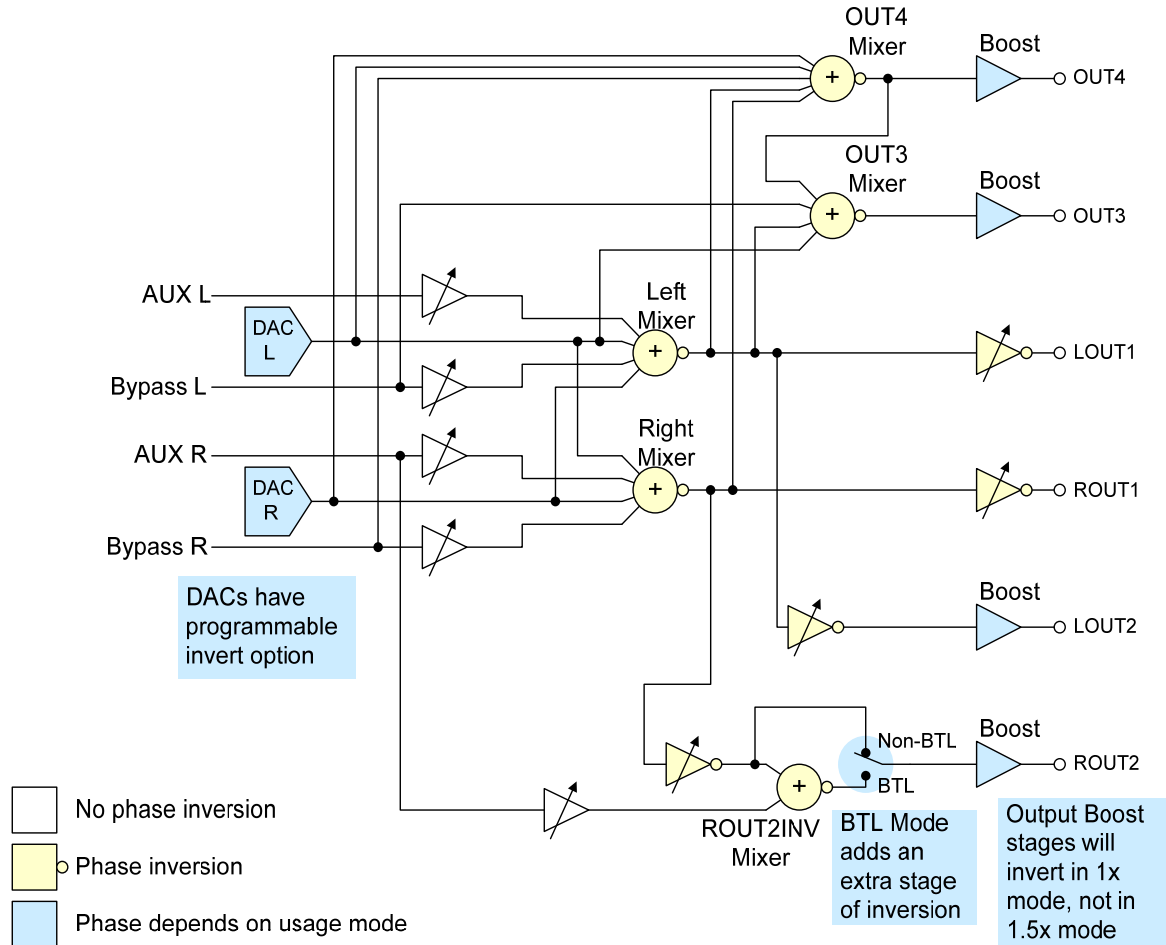 OUT4
Mixer
Boost
+
OUT4
OUT3
Mixer
Boost
+
OUT3
AUX L
DAC
L
Left
Mixer
+
LOUT1
Bypass L
AUX R
Right
Mixer
DAC
R
+
ROUT1
Bypass R
DACs have
programmable
invert option
Boost
LOUT2
Boost
Non-BTL
ROUT2
BTL
+
ROUT2INV
Mixer
BTL Mode
adds an
extra stage
of inversion
Output Boost
stages will
invert in 1x
mode, not in
1.5x mode
No phase inversion
Phase inversion
Phase depends on usage mode